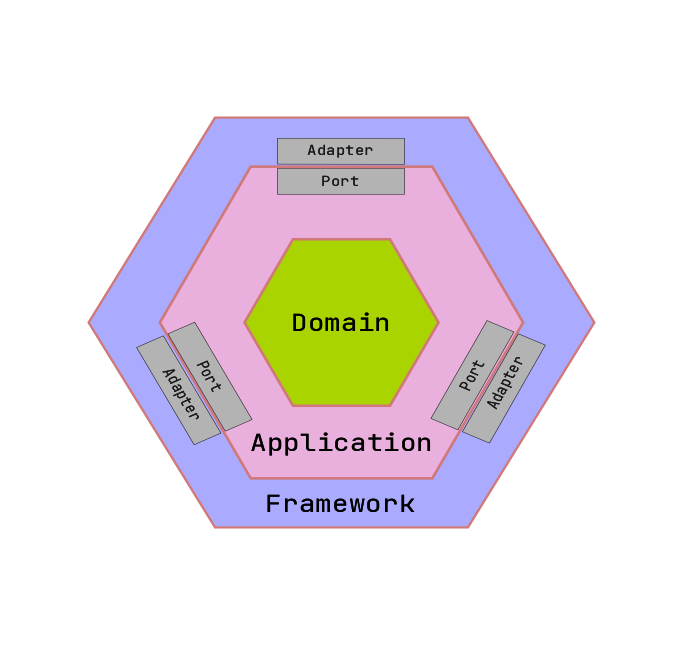 Adapter
Port
Domain
Port
Adapter
Port
Adapter
Application
Framework